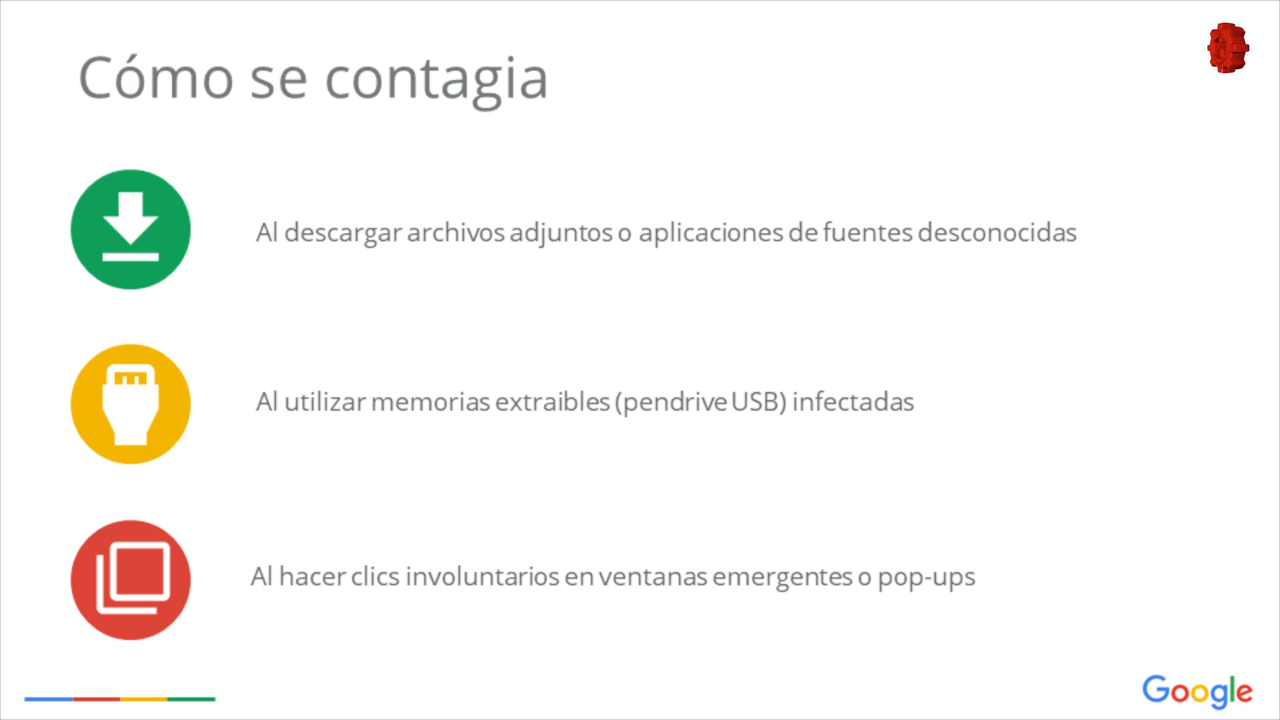 Cómo se contagia
Al descargar archivos adjuntos o aplicaciones de fuentes desconocidas
Al utilizar memorias extraibles (pendrive USB) infectadas
Al hacer clics involuntarios en ventanas emergentes o pop-ups
Google